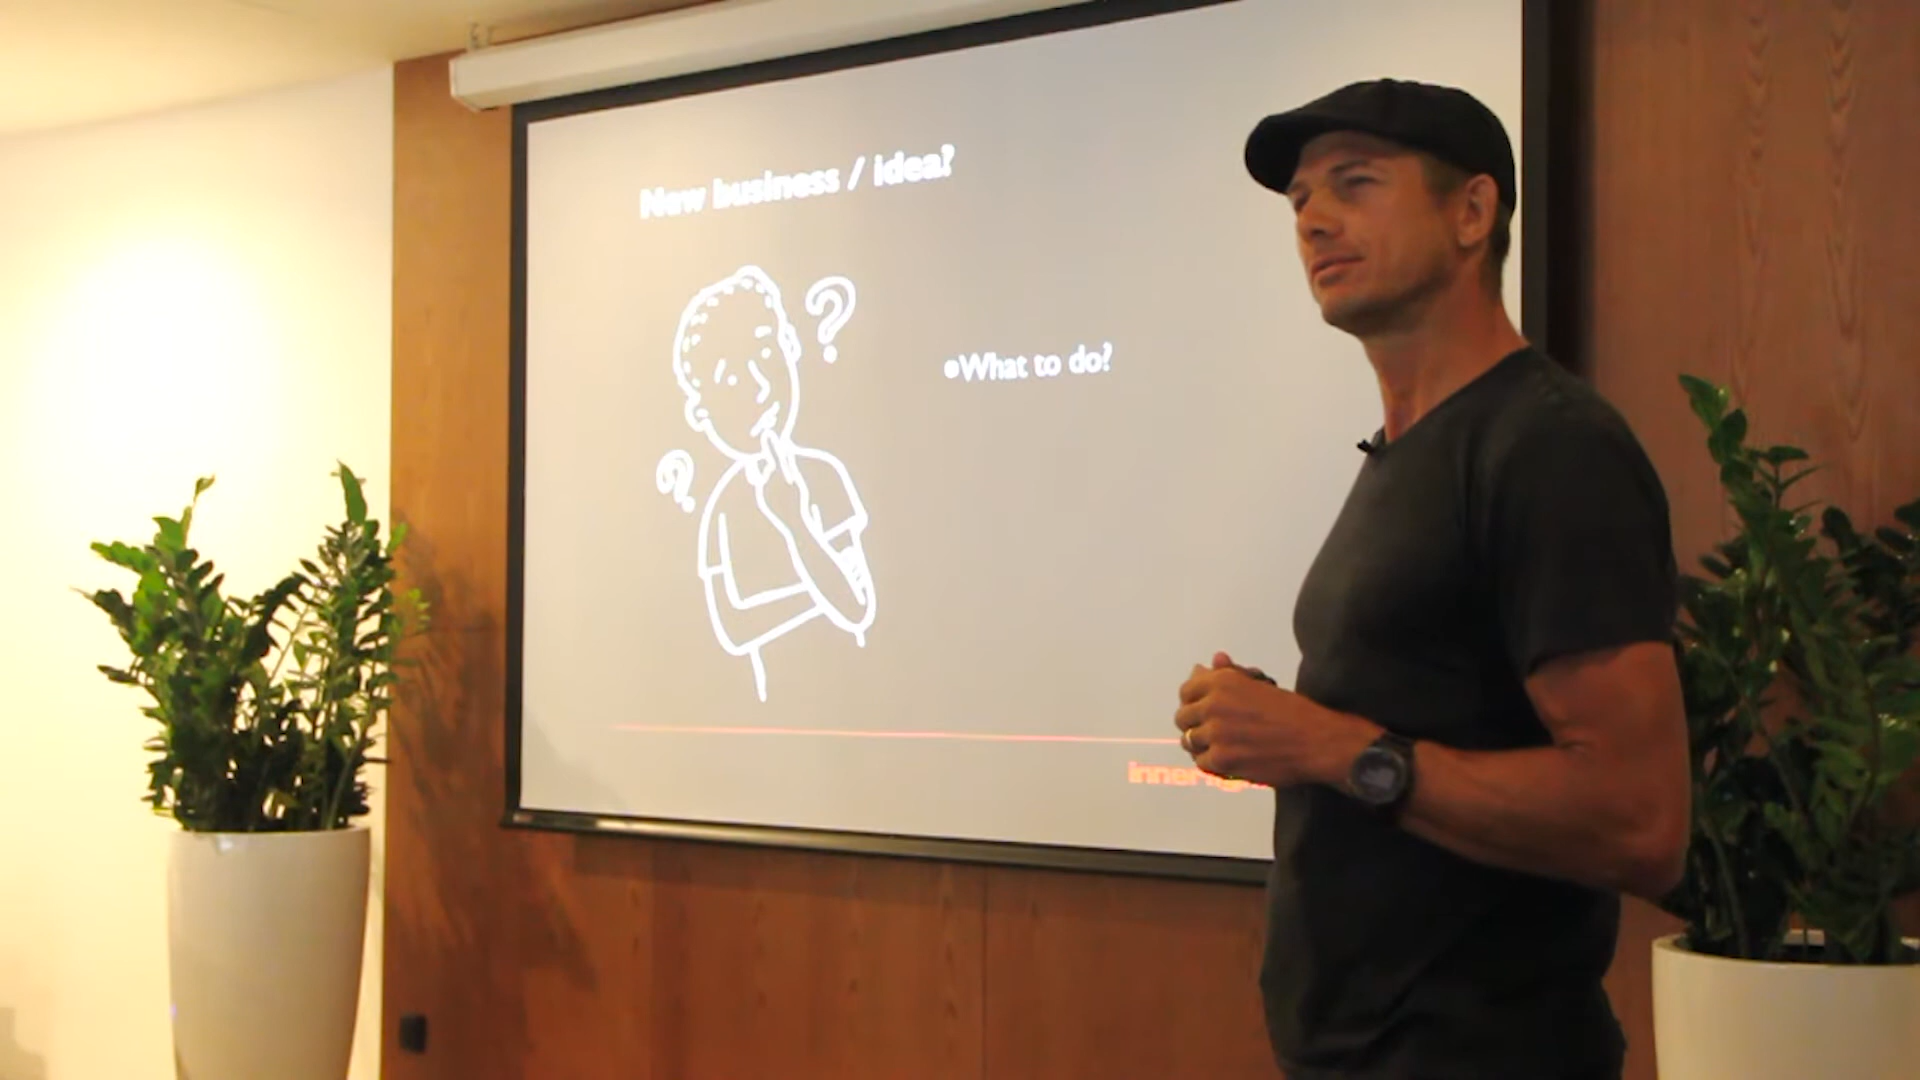 New business / idea?
?
?
•What to do?